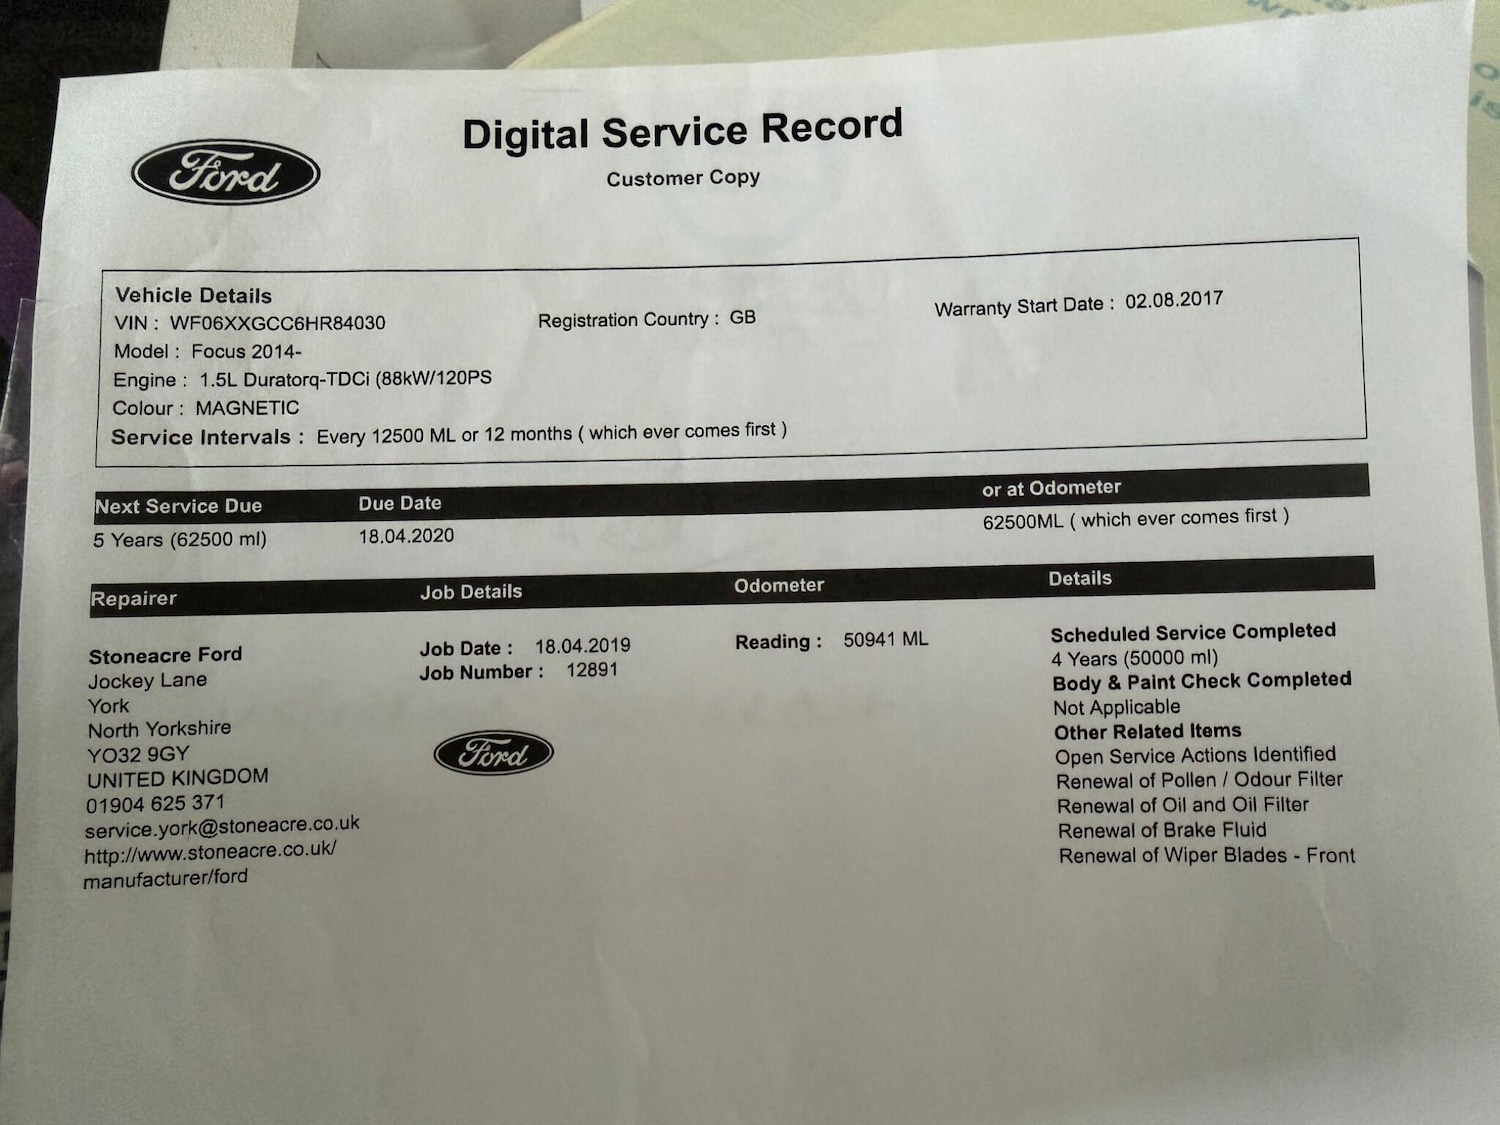 Digital Service Record
Ford
Customer Copy
Vehicle Details
VIN : WF06XXGCC6HR84030
Registration Country : GB
Warranty Start Date : 02.08.2017
Model : Focus 2014-
Engine : 1.5L Duratorq-TDCi (88kW/120PS
Colour : MAGNETIC
Service Intervals : Every 12500 ML or 12 months ( which ever comes first )
Next Service Due Due Date or at Odometer
5 Years (62500 ml) 18.04.2020 62500ML ( which ever comes first )
Repairer Job Details Odometer Details
Stoneacre Ford
Jockey Lane
York
North Yorkshire
YO32 9GY
UNITED KINGDOM
01904 625 371
service.york@stoneacre.co.uk
http://www.stoneacre.co.uk/
manufacturer/ford
Job Date : 18.04.2019
Job Number : 12891
Ford
Reading : 50941 ML
Scheduled Service Completed
4 Years (50000 ml)
Body & Paint Check Completed
Not Applicable
Other Related Items
Open Service Actions Identified
Renewal of Pollen / Odour Filter
Renewal of Oil and Oil Filter
Renewal of Brake Fluid
Renewal of Wiper Blades - Front